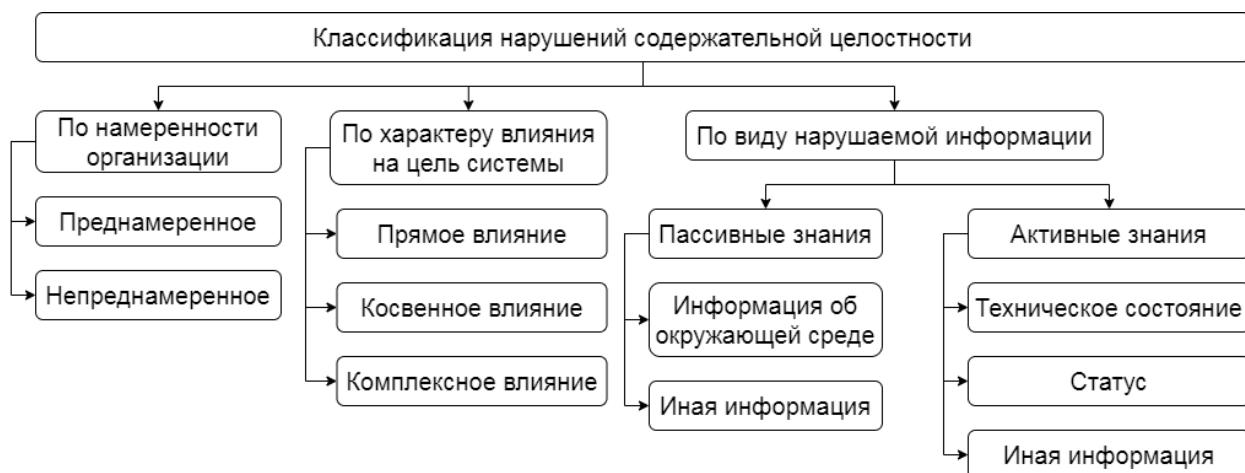 Классификация нарушений содержательной целостности
По намеренности
организации
Преднамеренное
Непреднамеренное
По характеру влияния
на цель системы
Прямое влияние
Косвенное влияние
Комплексное влияние
По виду нарушаемой информации
Пассивные знания
Информация об
окружающей среде
Иная информация
Активные знания
Техническое состояние
Статус
Иная информация